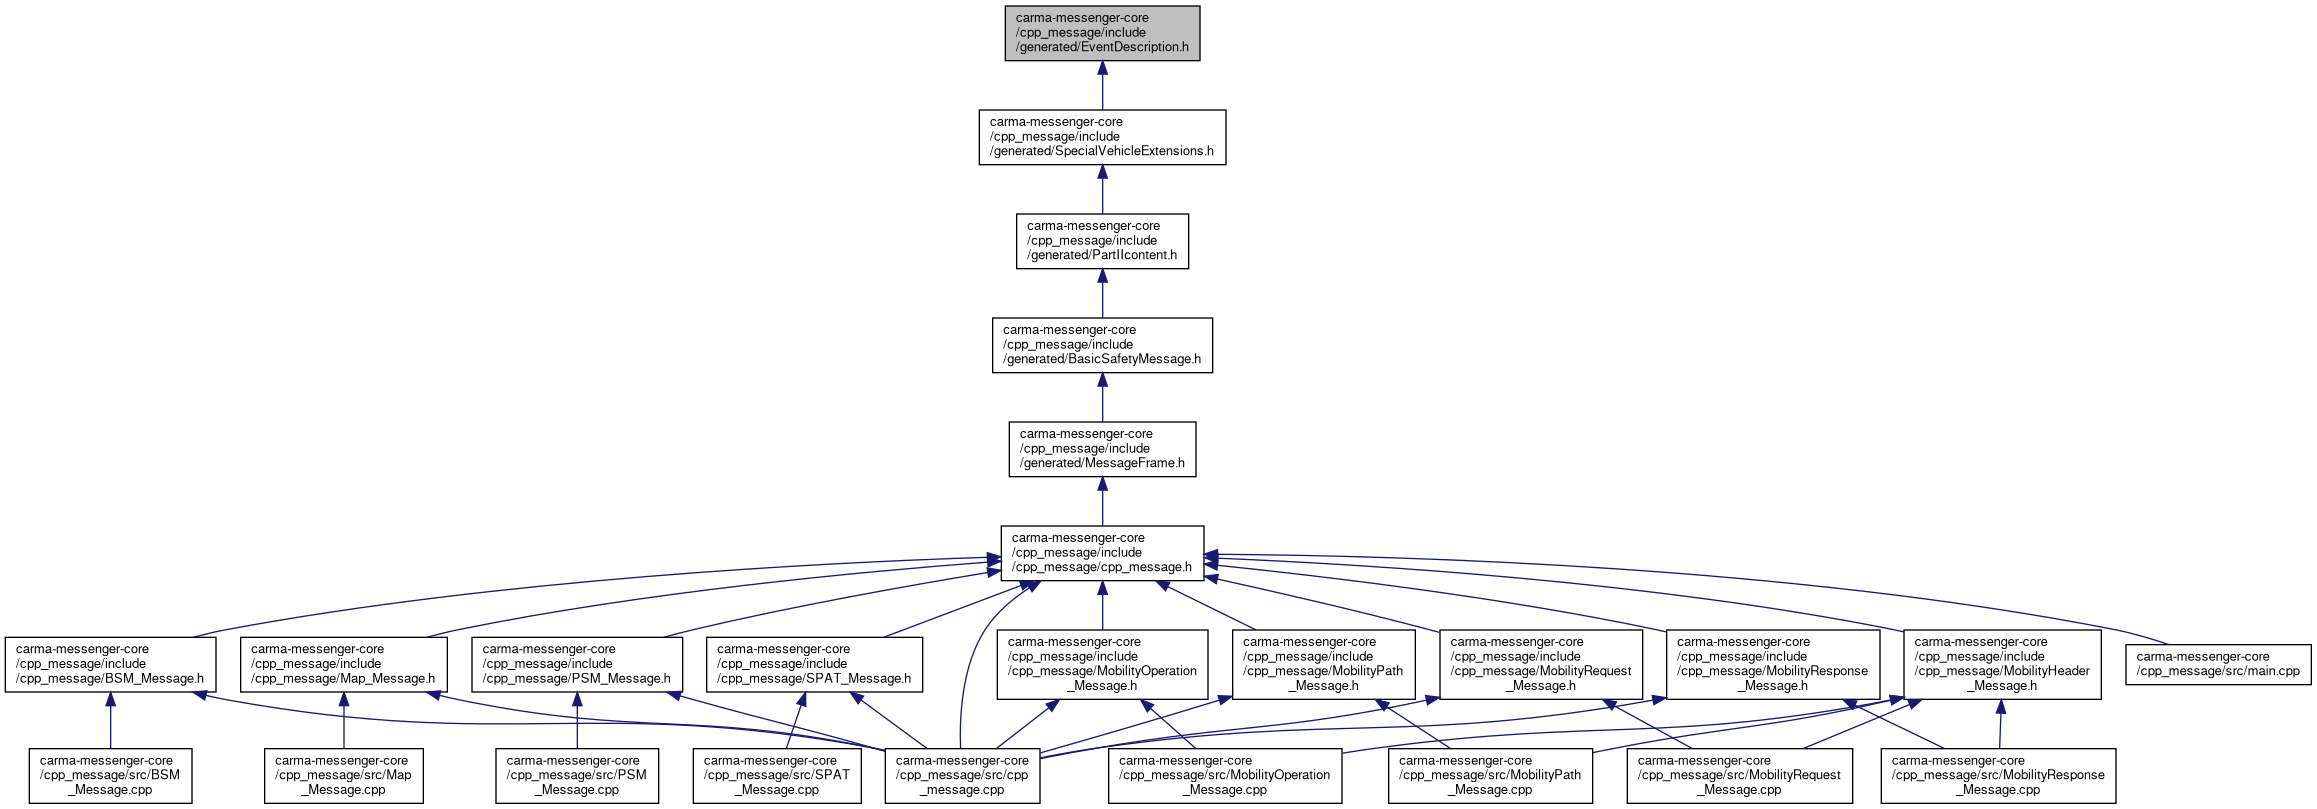 carma-messenger-core
/cpp_message/include
/generated/EventDescription.h
carma-messenger-core
/cpp_message/include
/generated/SpecialVehicleExtensions.h
carma-messenger-core
/cpp_message/include
/generated/PartIIcontent.h
carma-messenger-core
/cpp_message/include
/generated/BasicSafetyMessage.h
carma-messenger-core
/cpp_message/include
/generated/MessageFrame.h
carma-messenger-core
/cpp_message/include
/cpp_message/cpp_message.h
carma-messenger-core
/cpp_message/include
/cpp_message/BSM_Message.h
carma-messenger-core
/cpp_message/include
/cpp_message/Map_Message.h
carma-messenger-core
/cpp_message/include
/cpp_message/PSM_Message.h
carma-messenger-core
/cpp_message/include
/cpp_message/SPAT_Message.h
carma-messenger-core
/cpp_message/include
/cpp_message/MobilityOperation
_Message.h
carma-messenger-core
/cpp_message/include
/cpp_message/MobilityPath
_Message.h
carma-messenger-core
/cpp_message/include
/cpp_message/MobilityRequest
_Message.h
carma-messenger-core
/cpp_message/include
/cpp_message/MobilityResponse
_Message.h
carma-messenger-core
/cpp_message/include
/cpp_message/MobilityHeader
_Message.h
carma-messenger-core
/cpp_message/src/main.cpp
carma-messenger-core
/cpp_message/src/BSM
_Message.cpp
carma-messenger-core
/cpp_message/src/Map
_Message.cpp
carma-messenger-core
/cpp_message/src/PSM
_Message.cpp
carma-messenger-core
/cpp_message/src/SPAT
_Message.cpp
carma-messenger-core
/cpp_message/src/cpp
_message.cpp
carma-messenger-core
/cpp_message/src/MobilityOperation
_Message.cpp
carma-messenger-core
/cpp_message/src/MobilityPath
_Message.cpp
carma-messenger-core
/cpp_message/src/MobilityRequest
_Message.cpp
carma-messenger-core
/cpp_message/src/MobilityResponse
_Message.cpp